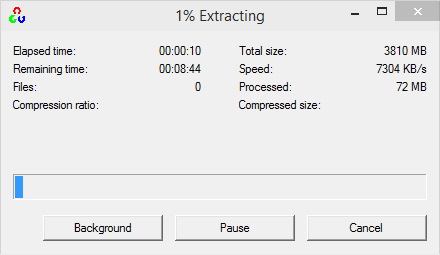 1% Extracting
Elapsed time: 00:00:10 Total size: 3810 MB
Remaining time: 00:08:44 Speed: 7304 KB/s
Files: 0 Processed: 72 MB
Compression ratio: Compressed size:
Background Pause Cancel